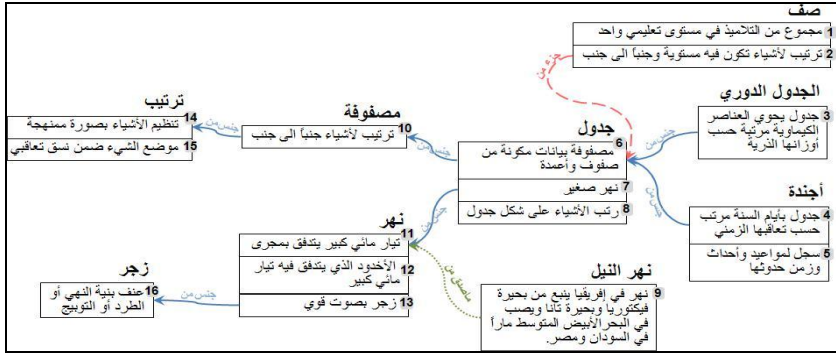 صف
1 مجموع من التلاميذ في مستوى تعليمي واحد
2 ترتيب لأشياء تكون فيه مستوية وجنباً الى جنب
جزء من
الجدول الدوري
3 جدول يحوي العناصر
الكيماوية مرتبة حسب
أوزانها الذرية
جنس من
أجندة
4 جدول بأيام السنة مرتب
حسب تعاقبها الزمني
5 سجل لمواعيد وأحداث
وزمن حدوثها
جنس من
جدول
6 مصفوفة بيانات مكونة من
صفوف وأعمدة
7 نهر صغير
8 رتب الأشياء على شكل جدول
جنس من
مصفوفة
10 ترتيب لأشياء جنباً الى جنب
جنس من
ترتيب
14 تنظيم الأشياء بصورة ممنهجة
15 موضع الشيء ضمن نسق تعاقبي
جنس من
نهر
11 تيار مائي كبير يتدفق بمجرى
12 الأخدود الذي يتدفق فيه تيار
مائي كبير
13 زجر بصوت قوي
جنس من
زجر
16 عنف بنية النهي أو
الطرد أو التوبيج
نهر النيل
9 نهر في إفريقيا ينبع من بحيرة
فيكتوريا وبحيرة تانا ويصب
في البحر الأبيض المتوسط ماراً
في السودان ومصر.
ماصدق من